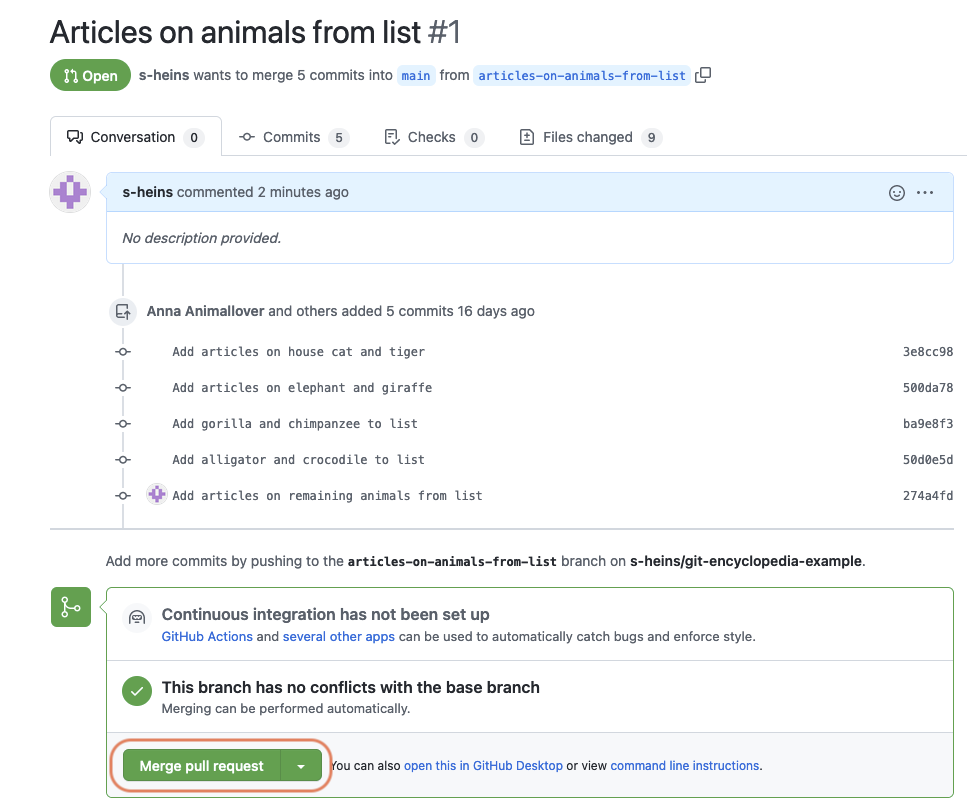 Articles on animals from list #1
Open s-heins wants to merge 5 commits into main from articles-on-animals-from-list
Conversation 0 Commits 5 Checks 0 Files changed 9
s-heins commented 2 minutes ago
No description provided.
Anna Animallover and others added 5 commits 16 days ago
Add articles on house cat and tiger 3e8cc98
Add articles on elephant and giraffe 500da78
Add gorilla and chimpanzee to list ba9e8f3
Add alligator and crocodile to list 50d0e5d
Add articles on remaining animals from list 274a4fd
Add more commits by pushing to the articles-on-animals-from-list branch on s-heins/git-encyclopedia-example.
Continuous integration has not been set up
GitHub Actions and several other apps can be used to automatically catch bugs and enforce style.
This branch has no conflicts with the base branch
Merging can be performed automatically.
Merge pull request You can also open this in GitHub Desktop or view command line instructions.